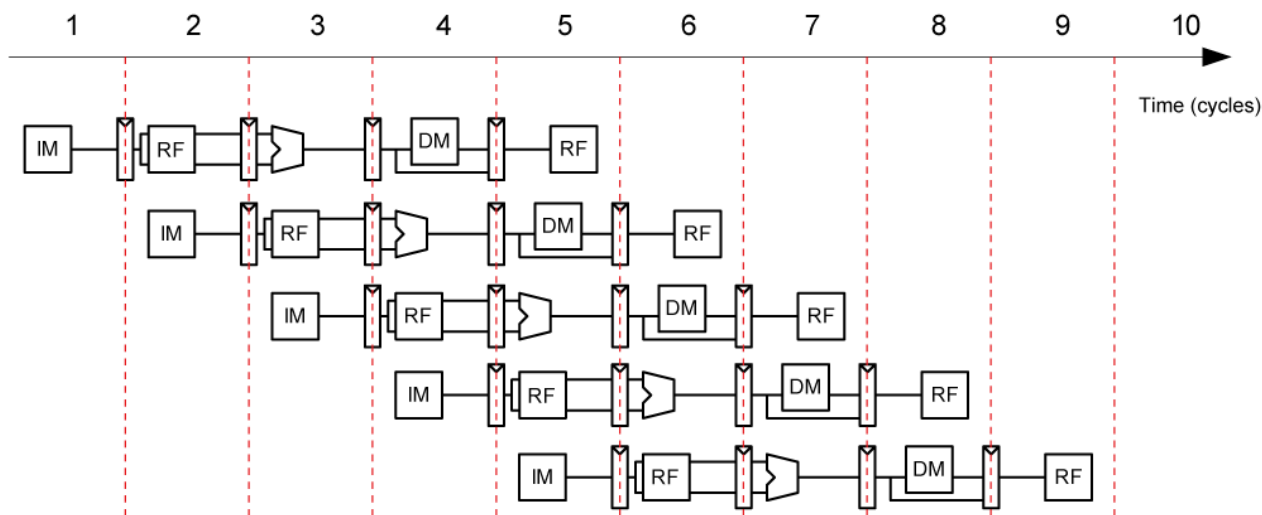 1 2 3 4 5 6 7 8 9 10
Time (cycles)
IM RF DM RF
IM RF DM RF
IM RF DM RF
IM RF DM RF
IM RF DM RF